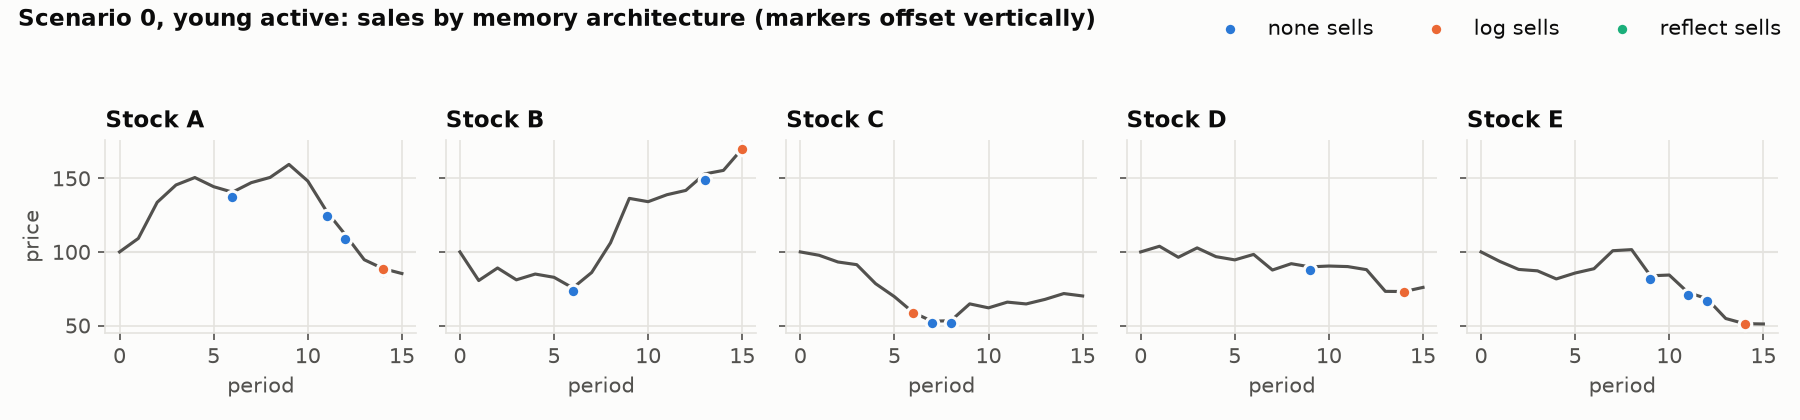 Scenario 0, young active: sales by memory architecture (markers offset vertically)
none sells log sells reflect sells
Stock A Stock B Stock C Stock D Stock E
150
100
50
price
0 5 10 15 0 5 10 15 0 5 10 15 0 5 10 15 0 5 10 15
period period period period period